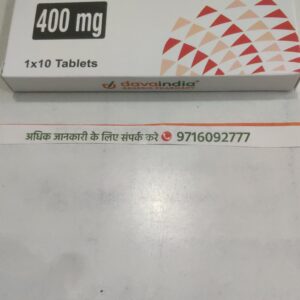 400 mg
1x10 Tablets
davaindia
अधिक जानकारी के लिए संपर्क करे 9716092777